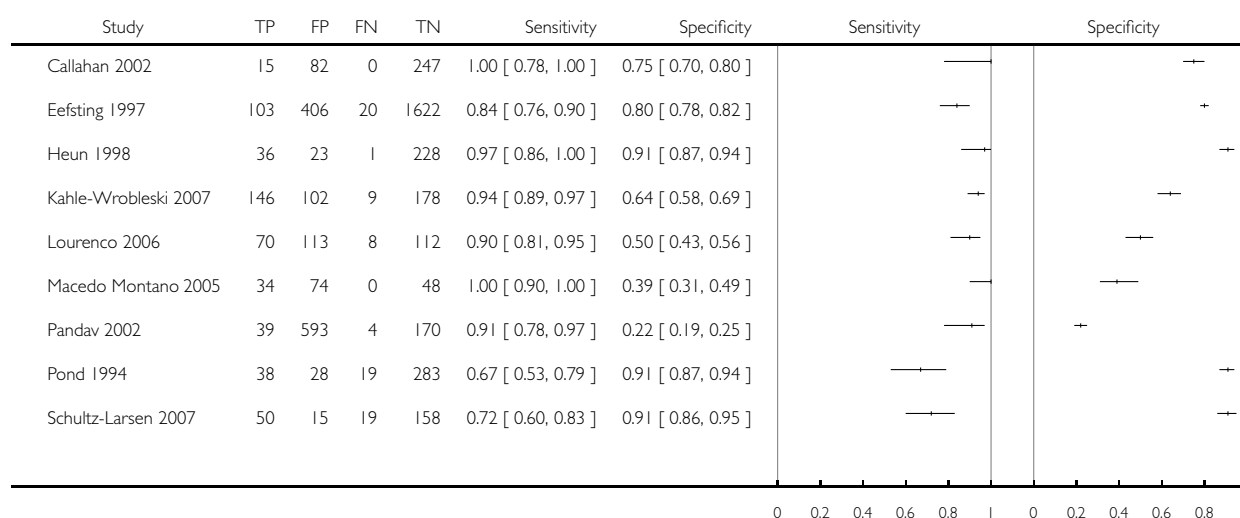 Study TP FP FN TN Sensitivity Specificity Sensitivity Specificity
Callahan 2002 15 82 0 247 1.00 [ 0.78, 1.00 ] 0.75 [ 0.70, 0.80 ]
Eefsting 1997 103 406 20 1622 0.84 [ 0.76, 0.90 ] 0.80 [ 0.78, 0.82 ]
Heun 1998 36 23 1 228 0.97 [ 0.86, 1.00 ] 0.91 [ 0.87, 0.94 ]
Kahle-Wrobleski 2007 146 102 9 178 0.94 [ 0.89, 0.97 ] 0.64 [ 0.58, 0.69 ]
Lourenco 2006 70 113 8 112 0.90 [ 0.81, 0.95 ] 0.50 [ 0.43, 0.56 ]
Macedo Montano 2005 34 74 0 48 1.00 [ 0.90, 1.00 ] 0.39 [ 0.31, 0.49 ]
Pandav 2002 39 593 4 170 0.91 [ 0.78, 0.97 ] 0.22 [ 0.19, 0.25 ]
Pond 1994 38 28 19 283 0.67 [ 0.53, 0.79 ] 0.91 [ 0.87, 0.94 ]
Schultz-Larsen 2007 50 15 19 158 0.72 [ 0.60, 0.83 ] 0.91 [ 0.86, 0.95 ]
0 0.2 0.4 0.6 0.8 1 0 0.2 0.4 0.6 0.8